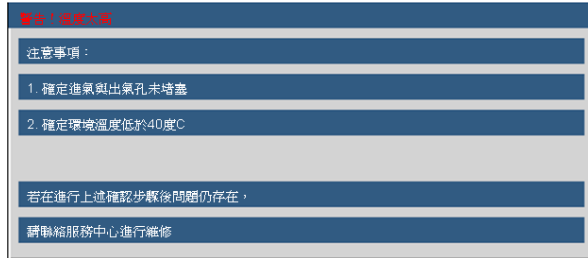 警告！溫度太高
注意事項：
1. 確定進氣與出氣孔未堵塞
2. 確定環境溫度低於40度C
若在進行上述確認步驟後問題仍存在，
請聯絡服務中心進行維修